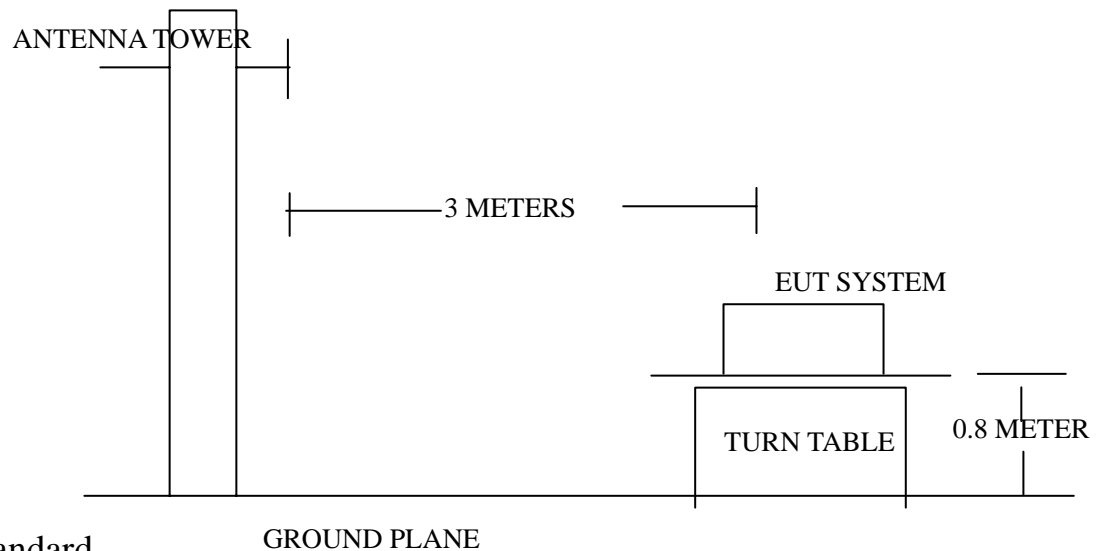 ANTENNA TOWER
3 METERS
EUT SYSTEM
0.8 METER
TURN TABLE
GROUND PLANE